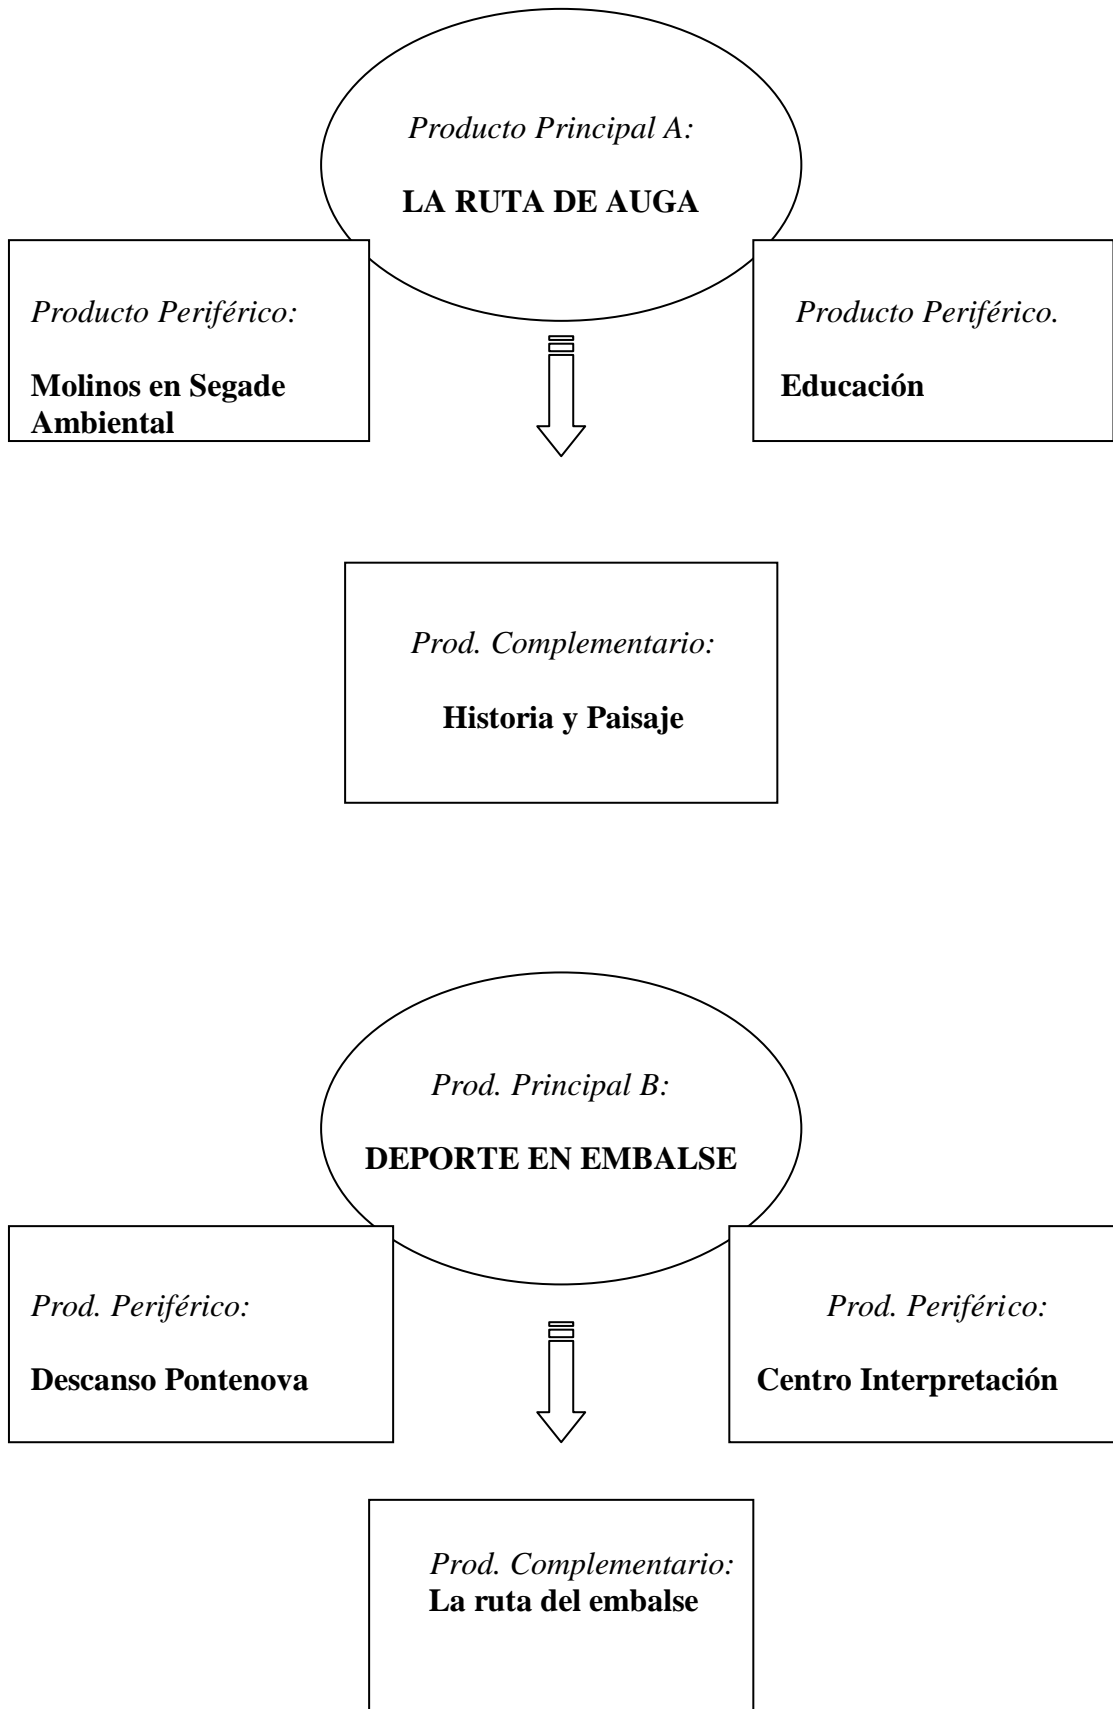 Producto Principal A:
LA RUTA DE AUGA
Producto Periférico:
Molinos en Segade
Ambiental
Producto Periférico.
Educación
Prod. Complementario:
Historia y Paisaje
Prod. Principal B:
DEPORTE EN EMBALSE
Prod. Periférico:
Descanso Pontenova
Prod. Periférico:
Centro Interpretación
Prod. Complementario:
La ruta del embalse